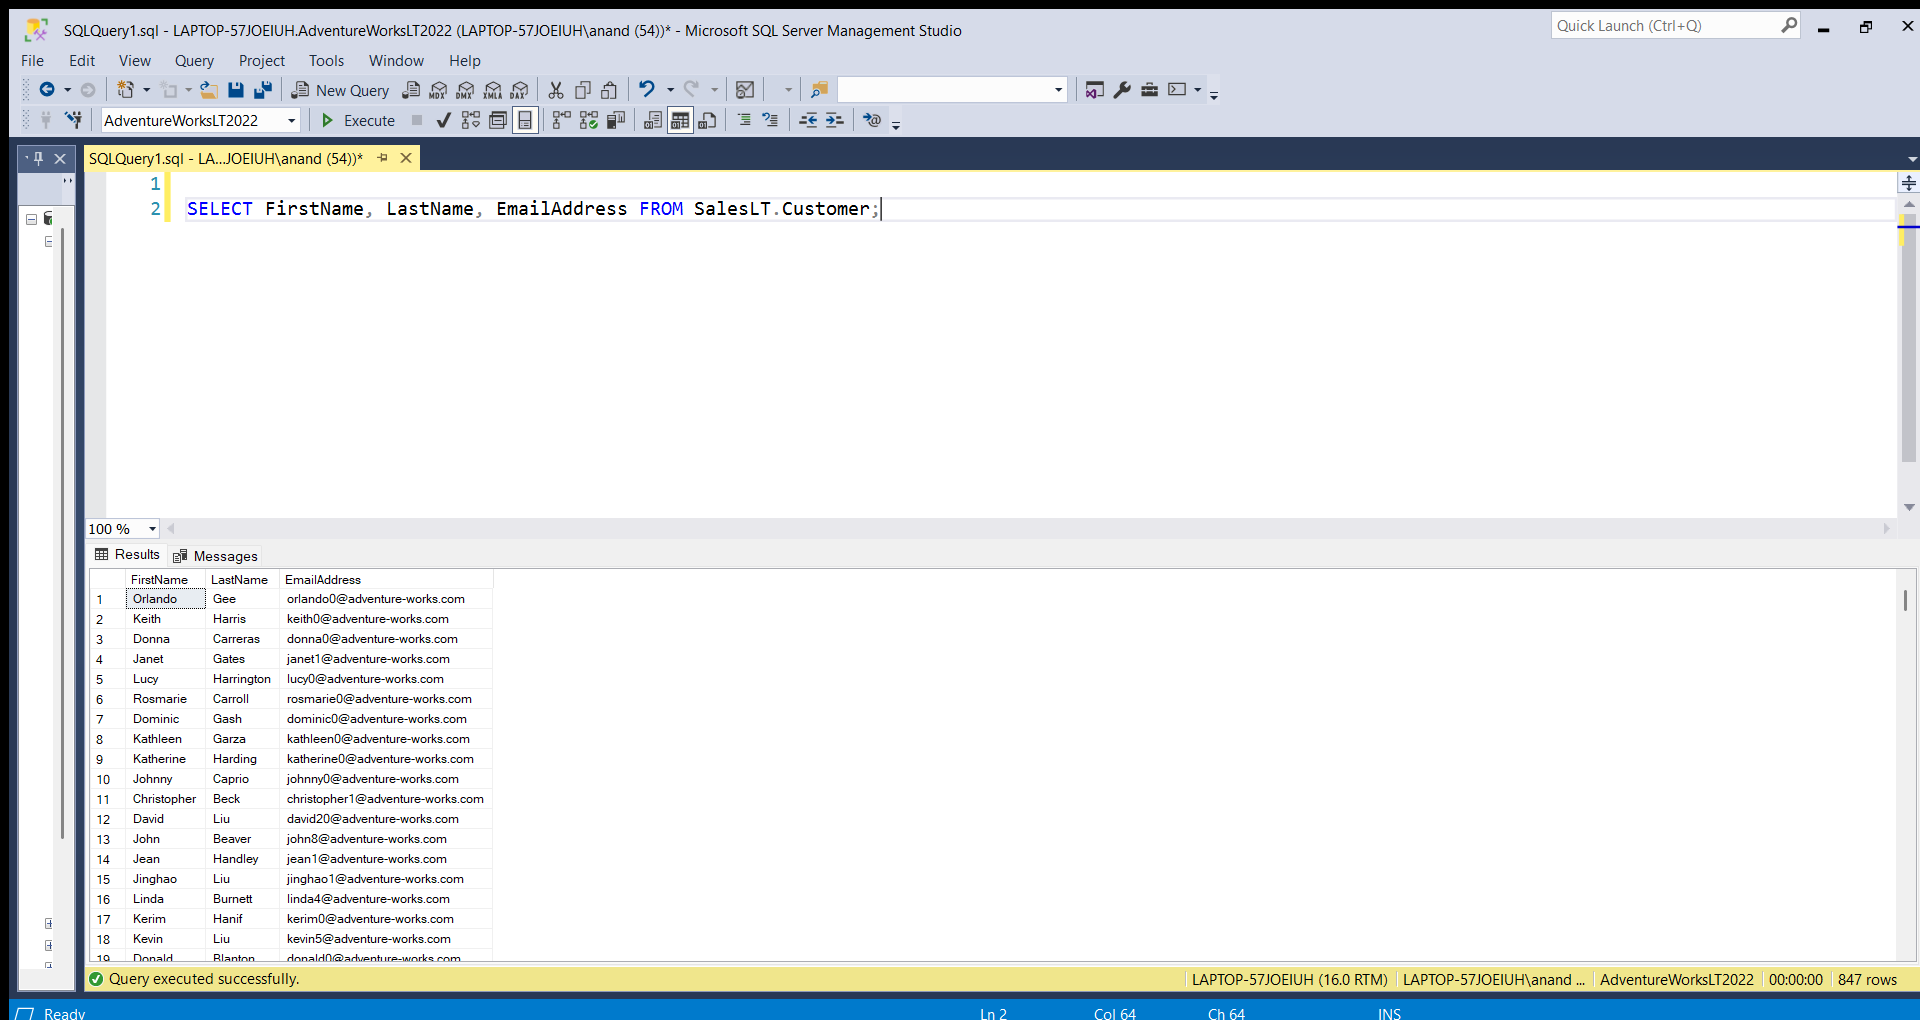 SQLQuery1.sql - LAPTOP-57JOEIUH.AdventureWorksLT2022 (LAPTOP-57JOEIUH\anand (54))* - Microsoft SQL Server Management Studio
Quick Launch (Ctrl+Q)
File Edit View Query Project Tools Window Help
New Query MDX DMX XMLA DAX
AdventureWorksLT2022 Execute
SQLQuery1.sql - LA...JOEIUH\anand (54))*
1
2 SELECT FirstName, LastName, EmailAddress FROM SalesLT.Customer;
100 %
Results Messages
FirstName LastName EmailAddress
1 Orlando Gee orlando0@adventure-works.com
2 Keith Harris keith0@adventure-works.com
3 Donna Carreras donna0@adventure-works.com
4 Janet Gates janet1@adventure-works.com
5 Lucy Harrington lucy0@adventure-works.com
6 Rosmarie Carroll rosmarie0@adventure-works.com
7 Dominic Gash dominic0@adventure-works.com
8 Kathleen Garza kathleen0@adventure-works.com
9 Katherine Harding katherine0@adventure-works.com
10 Johnny Caprio johnny0@adventure-works.com
11 Christopher Beck christopher1@adventure-works.com
12 David Liu david20@adventure-works.com
13 John Beaver john8@adventure-works.com
14 Jean Handley jean1@adventure-works.com
15 Jinghao Liu jinghao1@adventure-works.com
16 Linda Burnett linda4@adventure-works.com
17 Kerim Hanif kerim0@adventure-works.com
18 Kevin Liu kevin5@adventure-works.com
19 Donald Blanton donald0@adventure-works.com
Query executed successfully. LAPTOP-57JOEIUH (16.0 RTM) LAPTOP-57JOEIUH\anand ... AdventureWorksLT2022 00:00:00 847 rows
Ready Ln 2 Col 64 Ch 64 INS